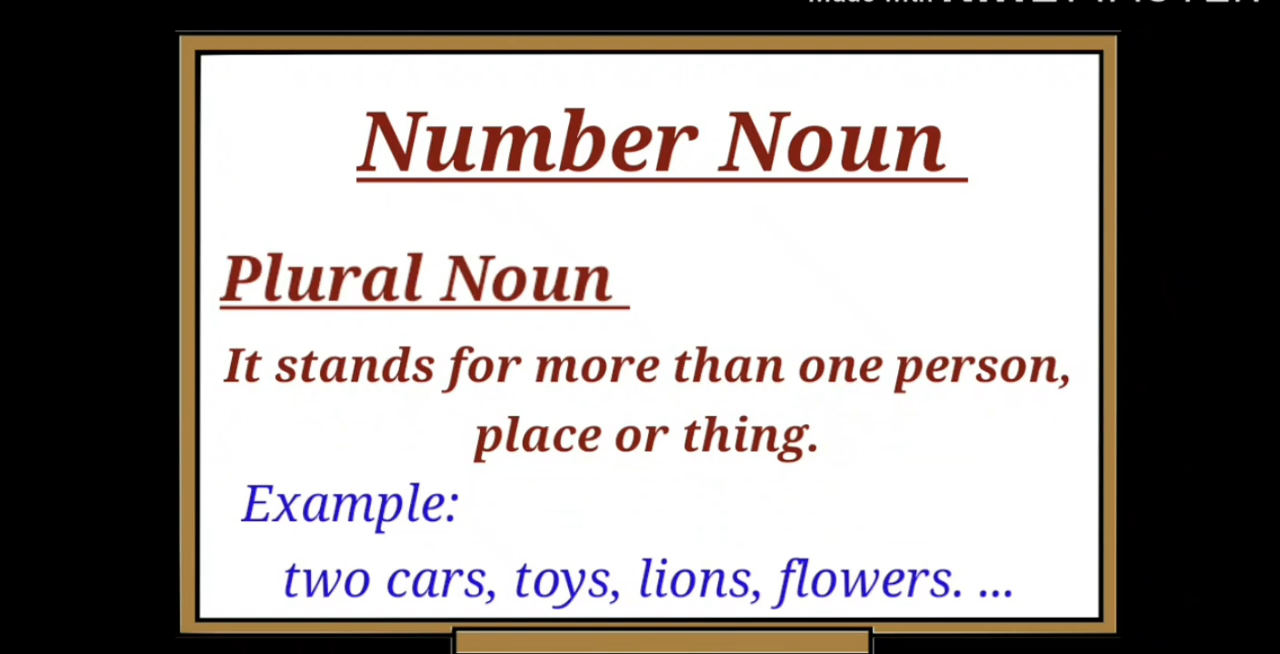 Number Noun
Plural Noun
It stands for more than one person,
place or thing.
Example:
two cars, toys, lions, flowers. ...